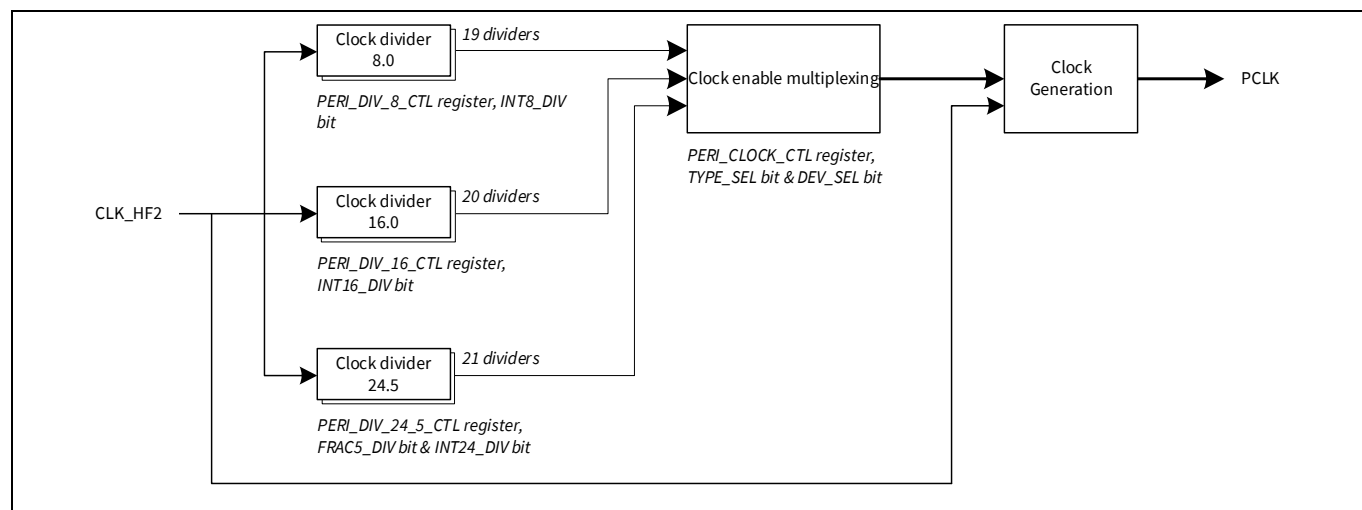 Clock divider
8.0
19 dividers
PERI_DIV_8_CTL register, INT8_DIV
bit
Clock enable multiplexing
PERI_CLOCK_CTL register,
TYPE_SEL bit & DEV_SEL bit
Clock
Generation
PCLK
CLK_HF2
Clock divider
16.0
20 dividers
PERI_DIV_16_CTL register,
INT16_DIV bit
Clock divider
24.5
21 dividers
PERI_DIV_24_5_CTL register,
FRAC5_DIV bit & INT24_DIV bit